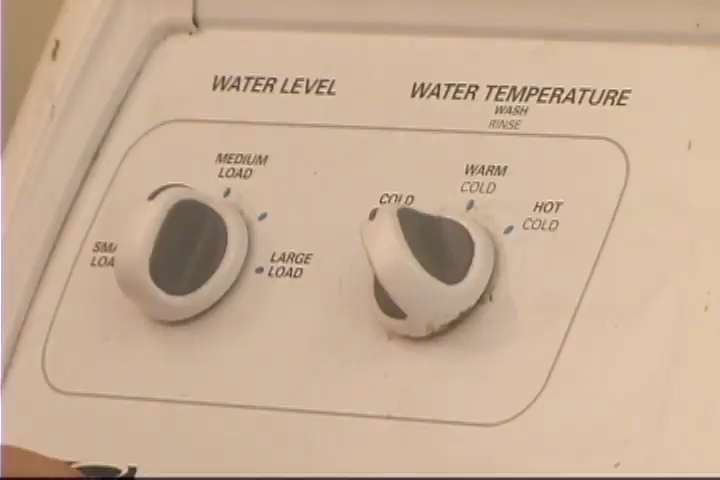 WATER LEVEL
WATER TEMPERATURE
WASH
RINSE
MEDIUM
LOAD
LARGE
LOAD
COLD
WARM
COLD
HOT
COLD